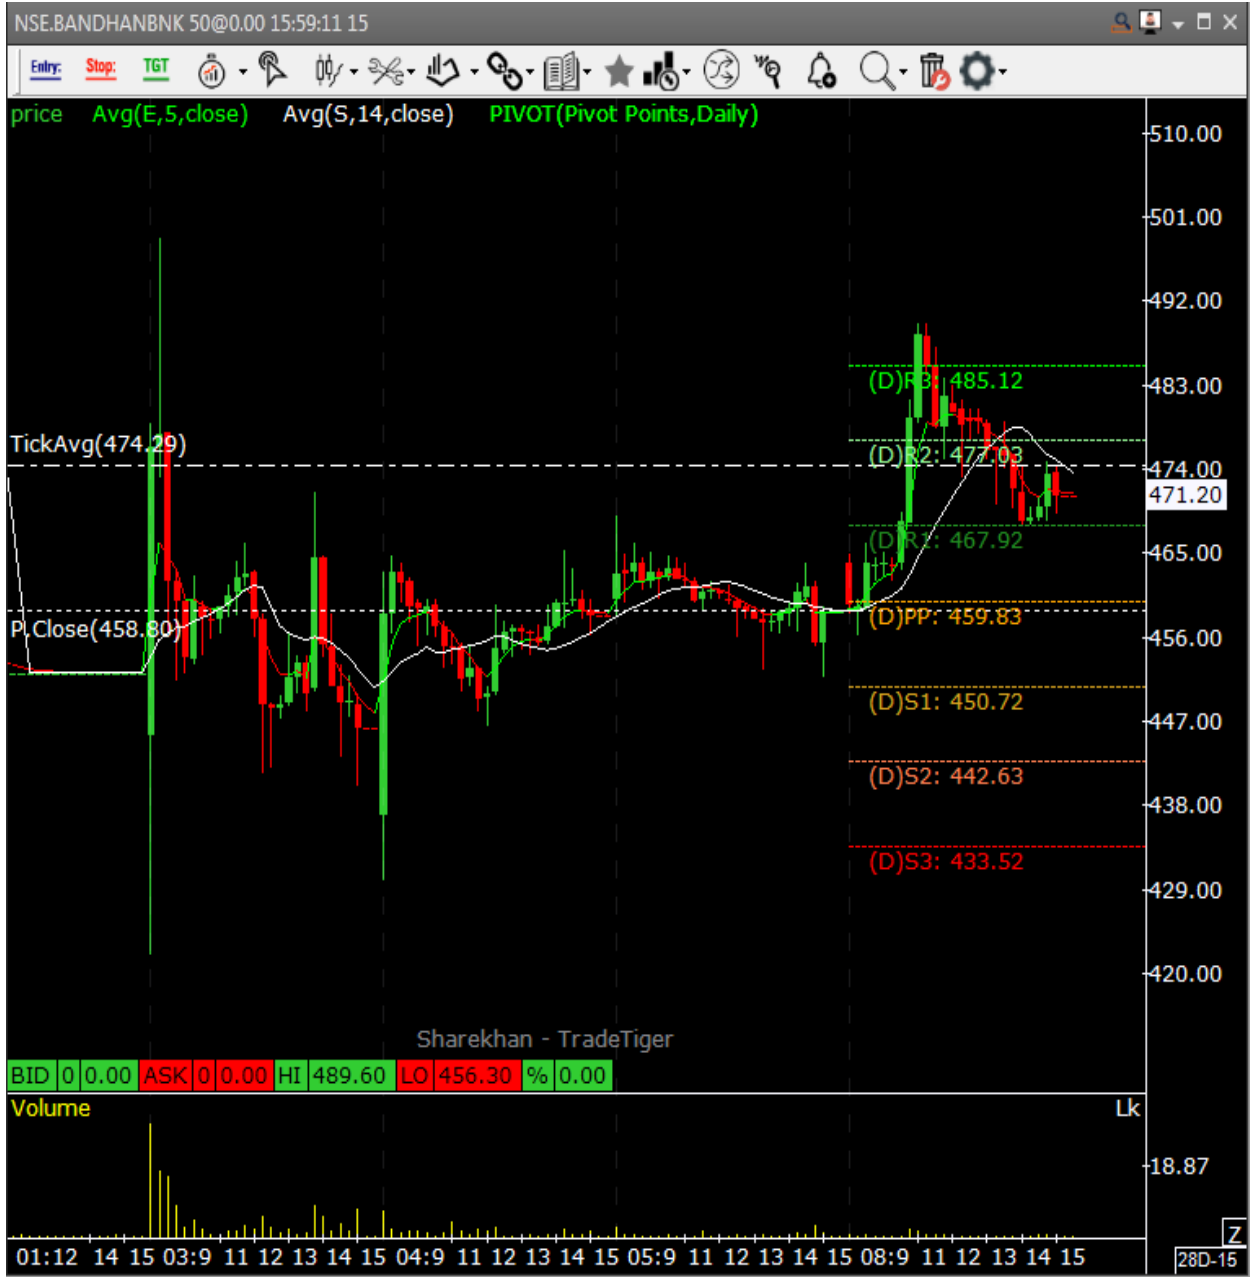 NSE.BANDHANBNK 50@0.00 15:59:11 15
Entry: Stop: TGT
price Avg(E,5,close) Avg(S,14,close) PIVOT(Pivot Points,Daily)
510.00
501.00
492.00
(D)R3: 485.12
483.00
TickAvg(474.29)
(D)R2: 477.03
474.00
471.20
(D)R1: 467.92
465.00
P.Close(458.80)
(D)PP: 459.83
456.00
(D)S1: 450.72
447.00
(D)S2: 442.63
438.00
(D)S3: 433.52
429.00
420.00
Sharekhan - TradeTiger
BID 0 0.00 ASK 0 0.00 HI 489.60 LO 456.30 % 0.00
Volume Lk
18.87
Z
01:12 14 15 03:9 11 12 13 14 15 04:9 11 12 13 14 15 05:9 11 12 13 14 15 08:9 11 12 13 14 15 28D-15